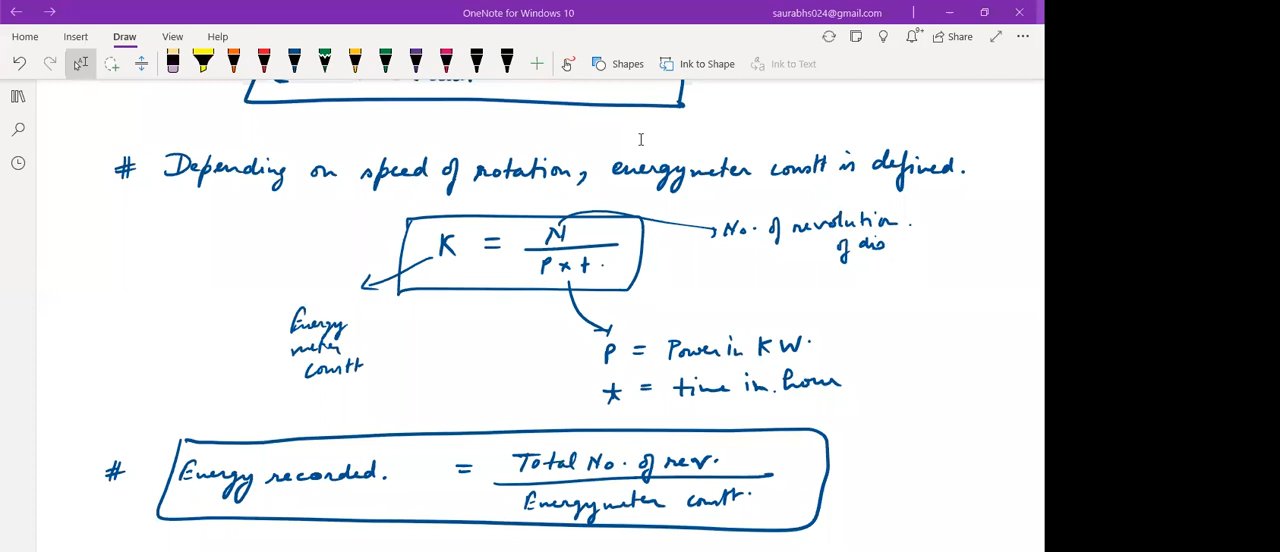 OneNote for Windows 10
saurabhs024@gmail.com
Home
Insert
Draw
View
Help
9+
Share
Shapes
Ink to Shape
Ink to Text
# Depending on speed of rotation, energymeter constt is defined.
K = N / P x t.
No. of revolution
of dis
Energy
meter
constt
P = Power in KW.
t = time in hour
# Energy recorded. = Total No. of rev. / Energymeter constt.